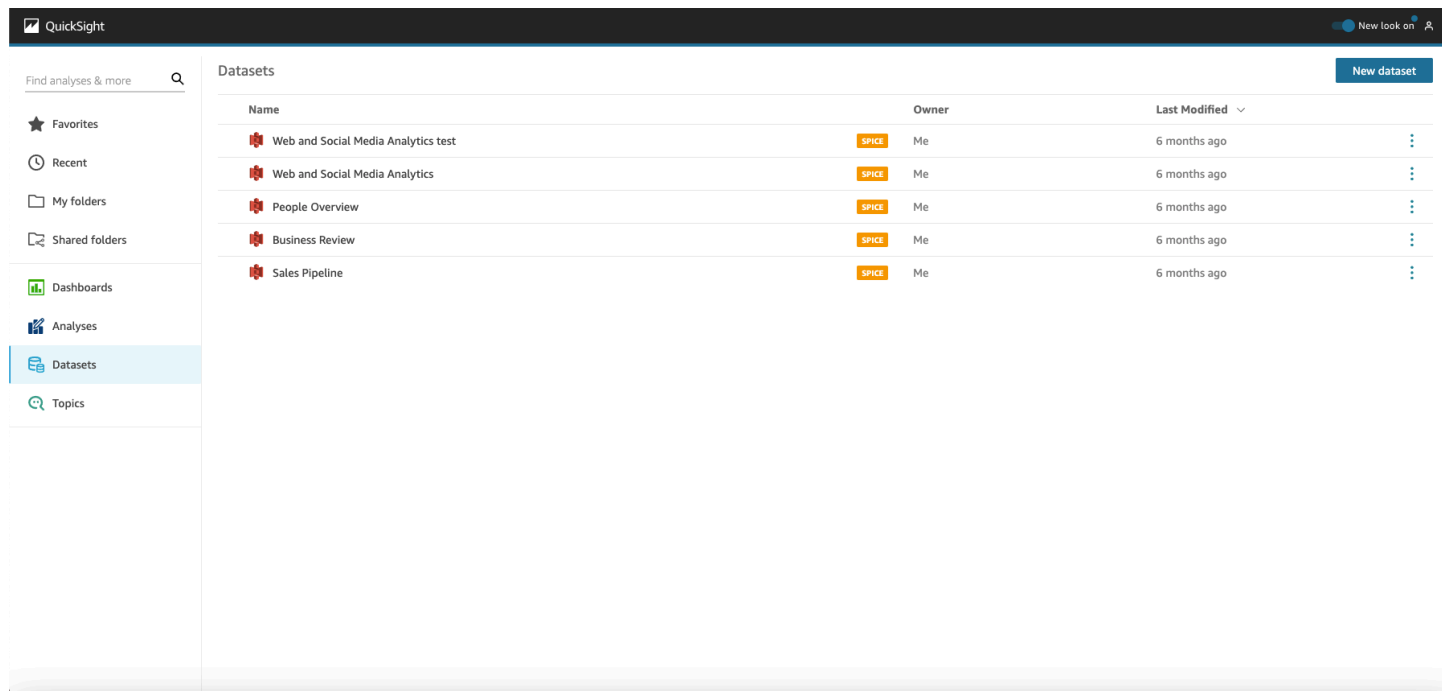 QuickSight
New look on
Find analyses & more
Favorites
Recent
My folders
Shared folders
Dashboards
Analyses
Datasets
Topics
Datasets
New dataset
Name Owner Last Modified
Web and Social Media Analytics test SPICE Me 6 months ago
Web and Social Media Analytics SPICE Me 6 months ago
People Overview SPICE Me 6 months ago
Business Review SPICE Me 6 months ago
Sales Pipeline SPICE Me 6 months ago